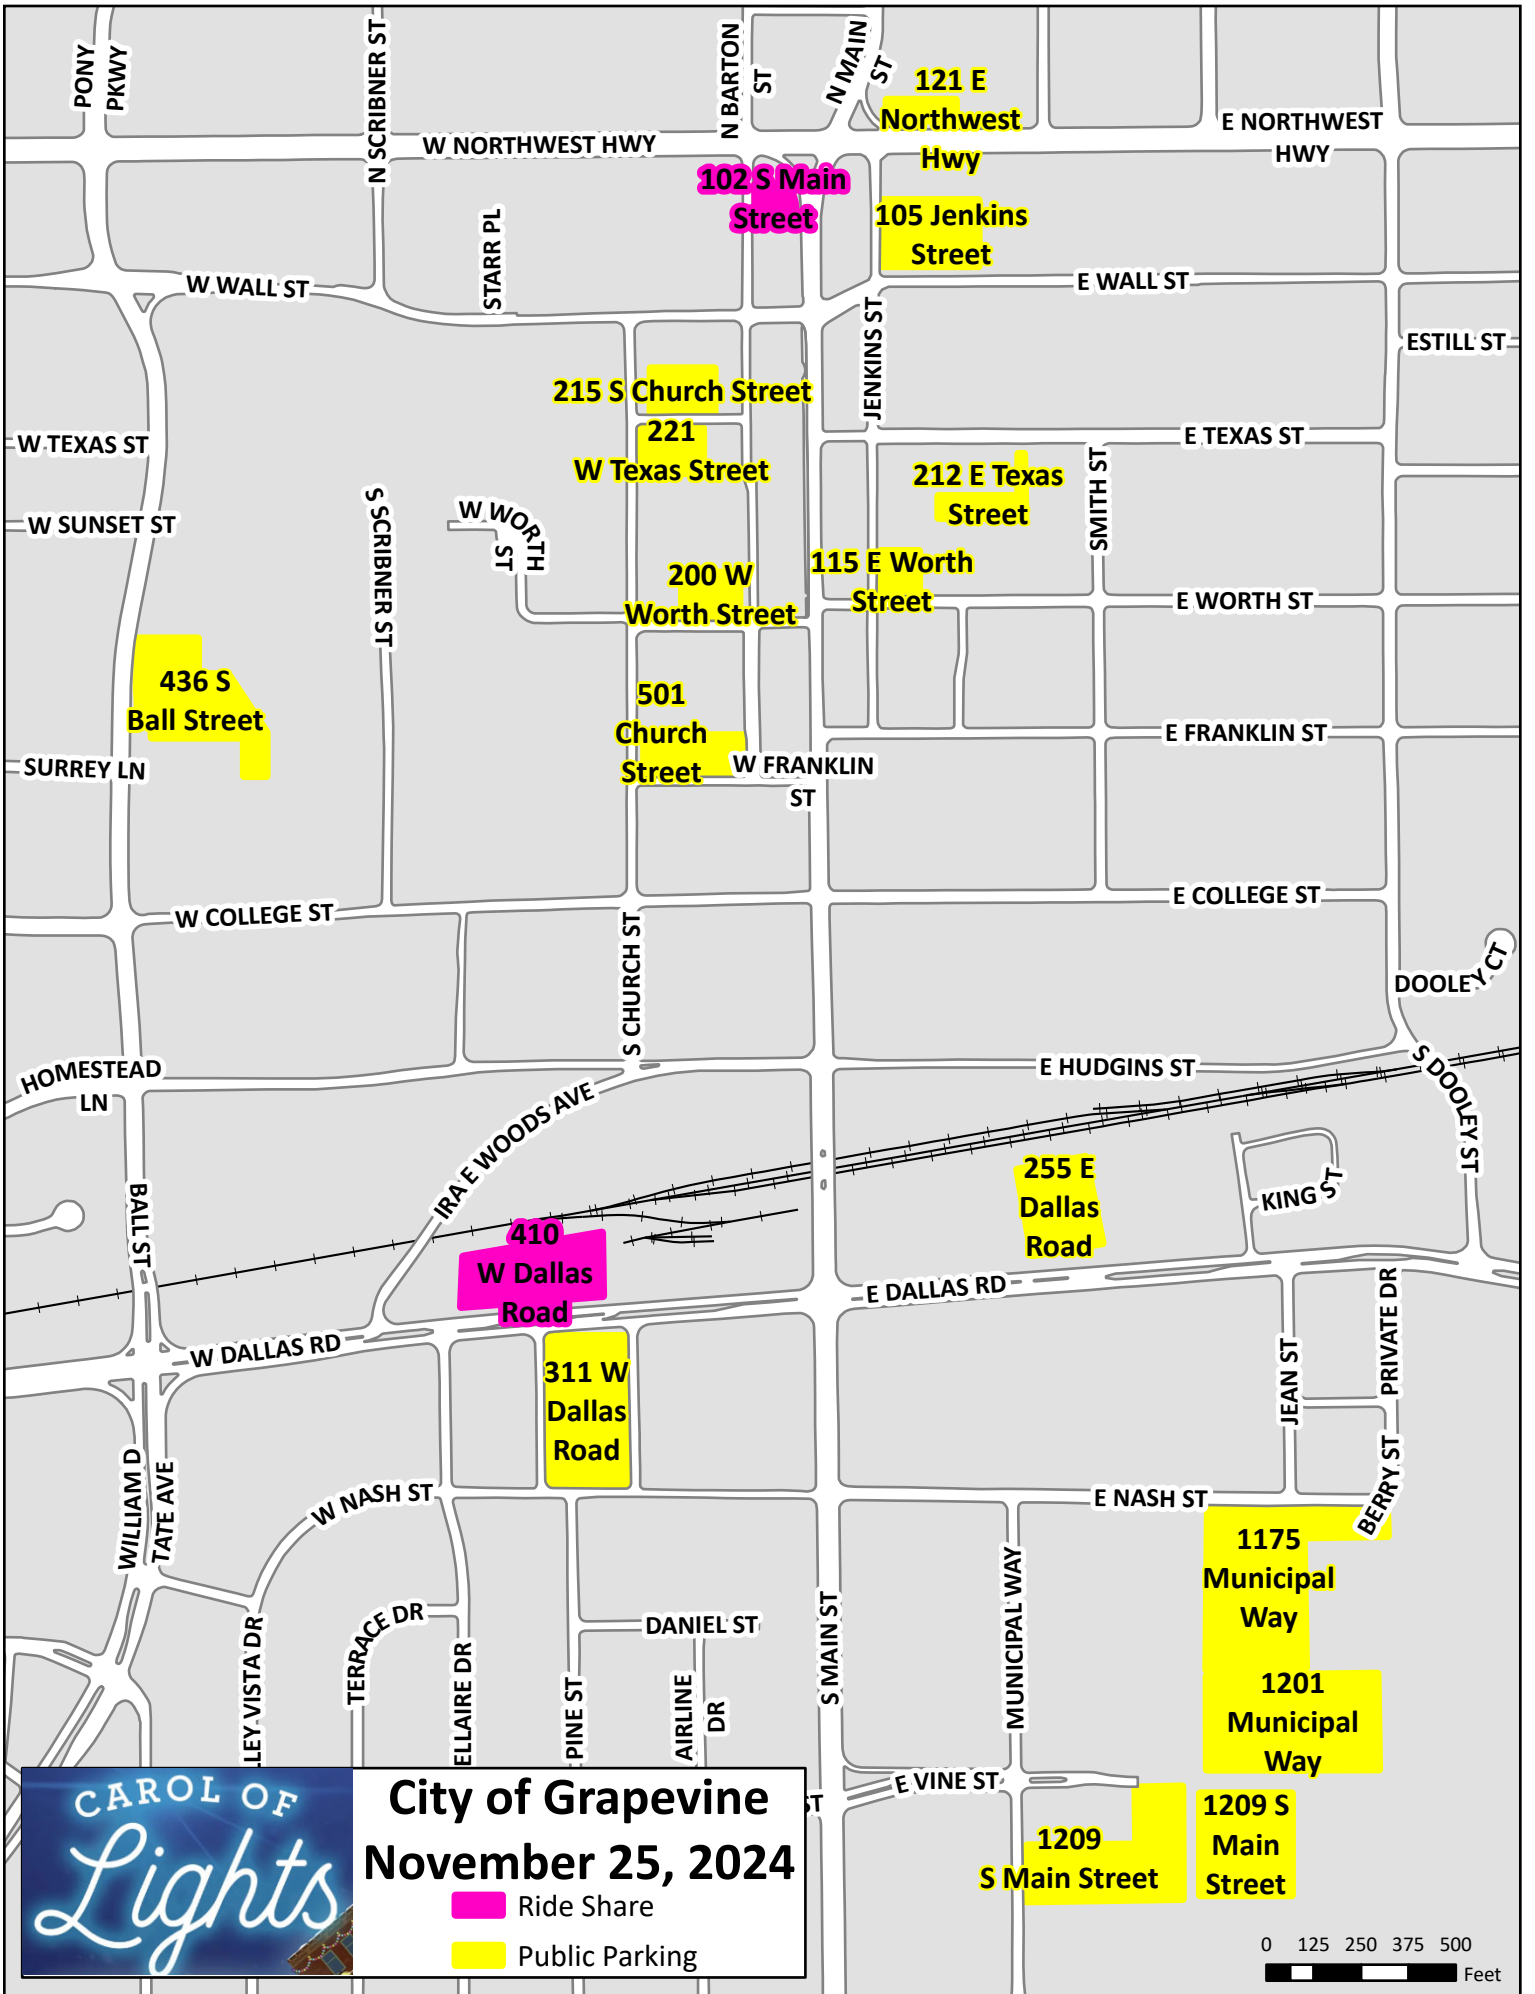 PONY
PKWY
N SCRIBNER ST
N BARTON
ST
N MAIN
ST
121 E
Northwest
Hwy
E NORTHWEST
HWY
W NORTHWEST HWY
102 S Main
Street
105 Jenkins
Street
STARR PL
W WALL ST
E WALL ST
JENKINS ST
ESTILL ST
215 S Church Street
221
W Texas Street
W TEXAS ST
E TEXAS ST
212 E Texas
Street
SMITH ST
W SUNSET ST
S SCRIBNER ST
W WORTH
ST
200 W
Worth Street
115 E Worth
Street
E WORTH ST
436 S
Ball Street
501
Church
Street
W FRANKLIN
ST
E FRANKLIN ST
SURREY LN
W COLLEGE ST
E COLLEGE ST
S CHURCH ST
DOOLEY CT
HOMESTEAD
LN
E HUDGINS ST
S DOOLEY ST
IRA E WOODS AVE
BALL ST
255 E
Dallas
Road
KING ST
410
W Dallas
Road
E DALLAS RD
W DALLAS RD
PRIVATE DR
JEAN ST
311 W
Dallas
Road
WILLIAM D
TATE AVE
W NASH ST
E NASH ST
BERRY ST
1175
Municipal
Way
MUNICIPAL WAY
S MAIN ST
DANIEL ST
TERRACE DR
LEY VISTA DR
ELLAIRE DR
PINE ST
AIRLINE
DR
1201
Municipal
Way
E VINE ST
ST
1209
S Main Street
1209 S
Main
Street
CAROL OF
Lights
City of Grapevine
November 25, 2024
Ride Share
Public Parking
0 125 250 375 500
Feet